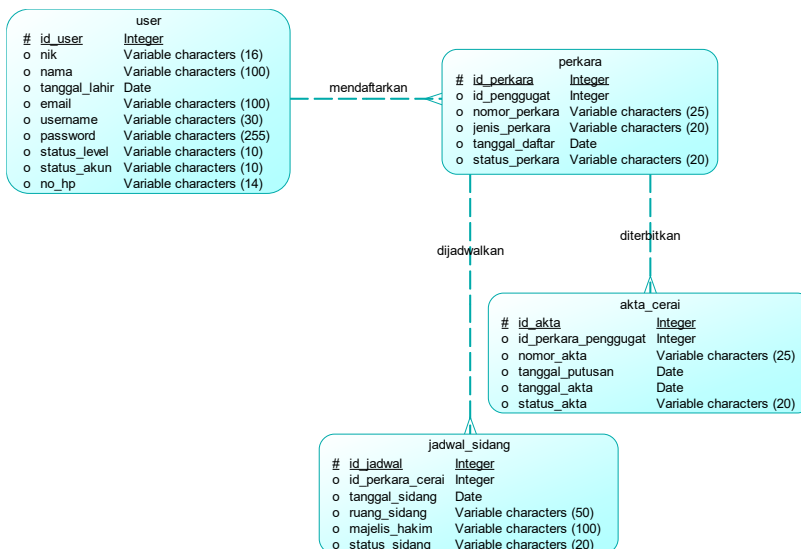 user
# id_user Integer
o nik Variable characters (16)
o nama Variable characters (100)
o tanggal_lahir Date
o email Variable characters (100)
o username Variable characters (30)
o password Variable characters (255)
o status_level Variable characters (10)
o status_akun Variable characters (10)
o no_hp Variable characters (14)
mendaftarkan
perkara
# id_perkara Integer
o id_penggugat Integer
o nomor_perkara Variable characters (25)
o jenis_perkara Variable characters (20)
o tanggal_daftar Date
o status_perkara Variable characters (20)
dijadwalkan
diterbitkan
akta_cerai
# id_akta Integer
o id_perkara_penggugat Integer
o nomor_akta Variable characters (25)
o tanggal_putusan Date
o tanggal_akta Date
o status_akta Variable characters (20)
jadwal_sidang
# id_jadwal Integer
o id_perkara_cerai Integer
o tanggal_sidang Date
o ruang_sidang Variable characters (50)
o majelis_hakim Variable characters (100)
o status_sidang Variable characters (20)